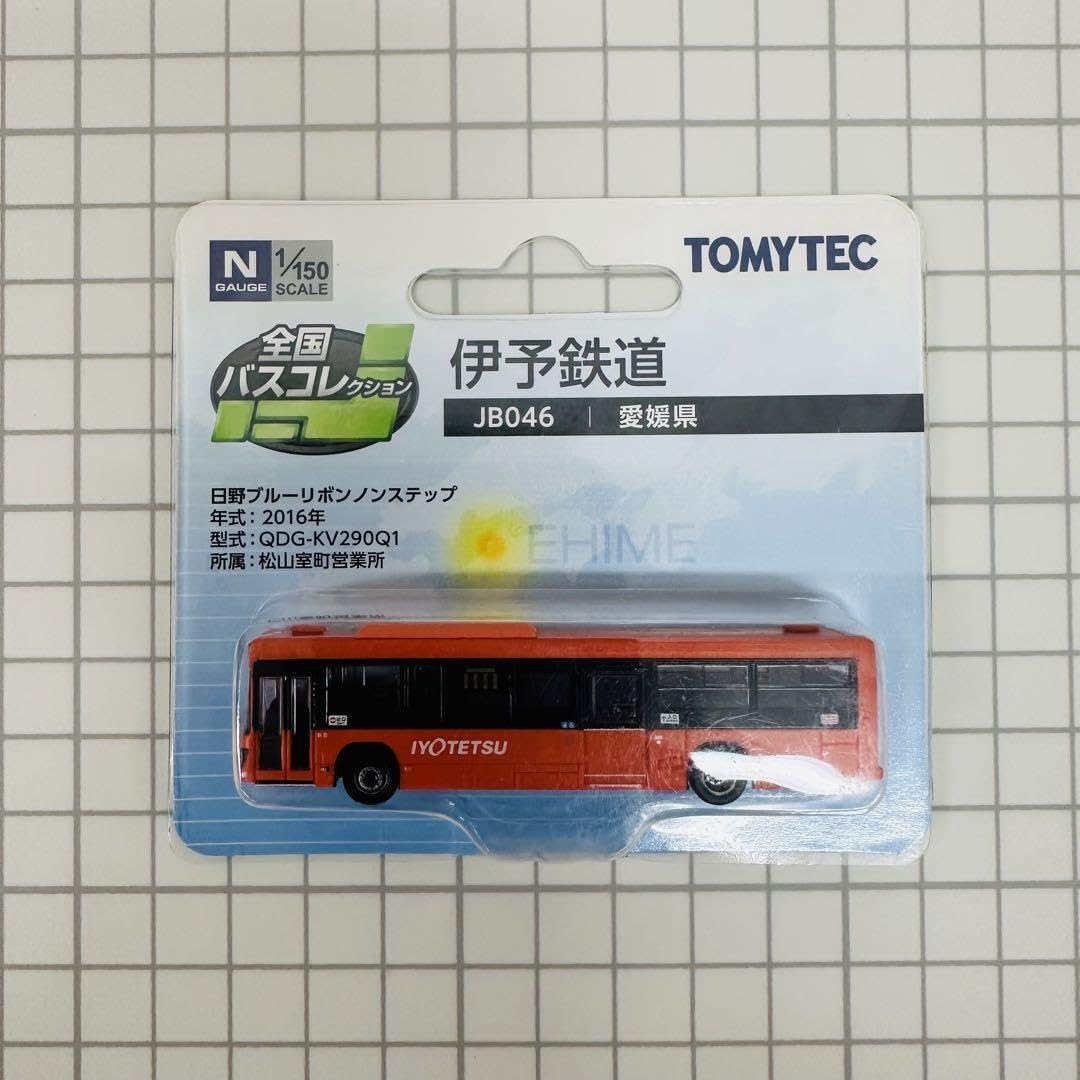 N
GAUGE
1/150
SCALE
TOMYTEC
全国
バスコレクション
伊予鉄道
JB046 | 愛媛県
日野ブルーリボンノンステップ
年式：2016年
型式：QDG-KV290Q1
所属：松山室町営業所
EHIME
IYOTETSU